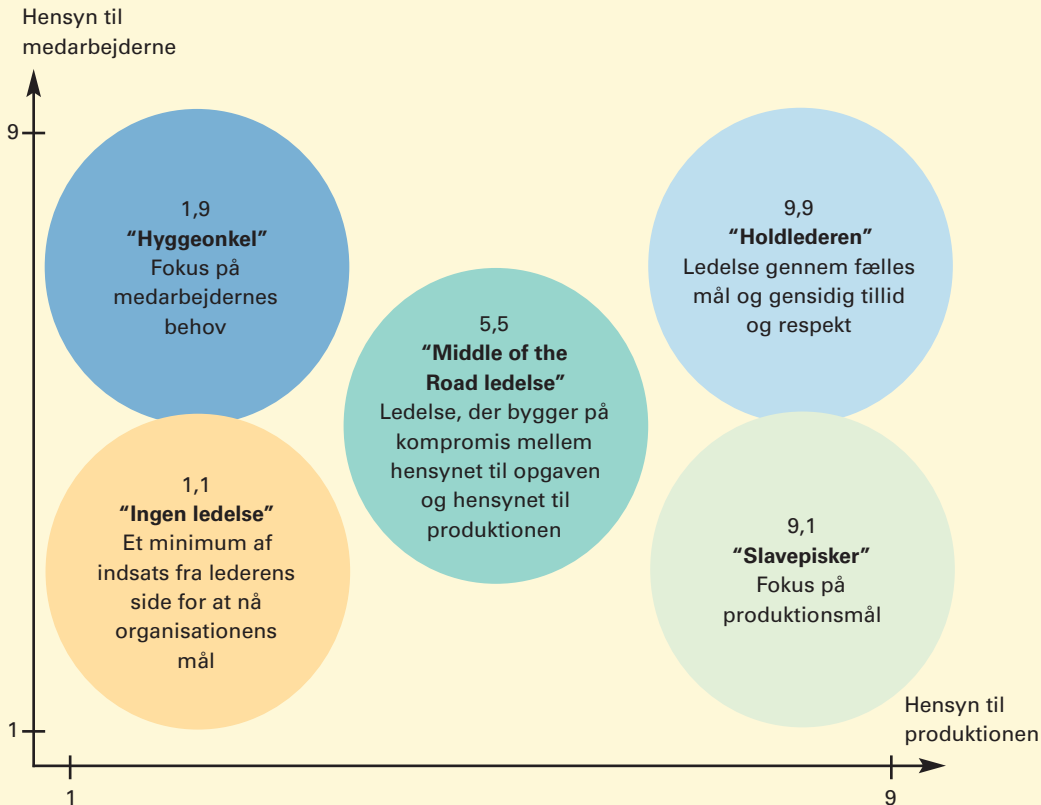 Hensyn til
medarbejderne
9
1,9
“Hyggeonkel”
Fokus på
medarbejdernes
behov
9,9
“Holdlederen”
Ledelse gennem fælles
mål og gensidig tillid
og respekt
5,5
“Middle of the
Road ledelse”
Ledelse, der bygger på
kompromis mellem
hensynet til opgaven
og hensynet til
produktionen
1,1
“Ingen ledelse”
Et minimum af
indsats fra lederens
side for at nå
organisationens
mål
9,1
“Slavepisker”
Fokus på
produktionsmål
1
Hensyn til
produktionen
1
9